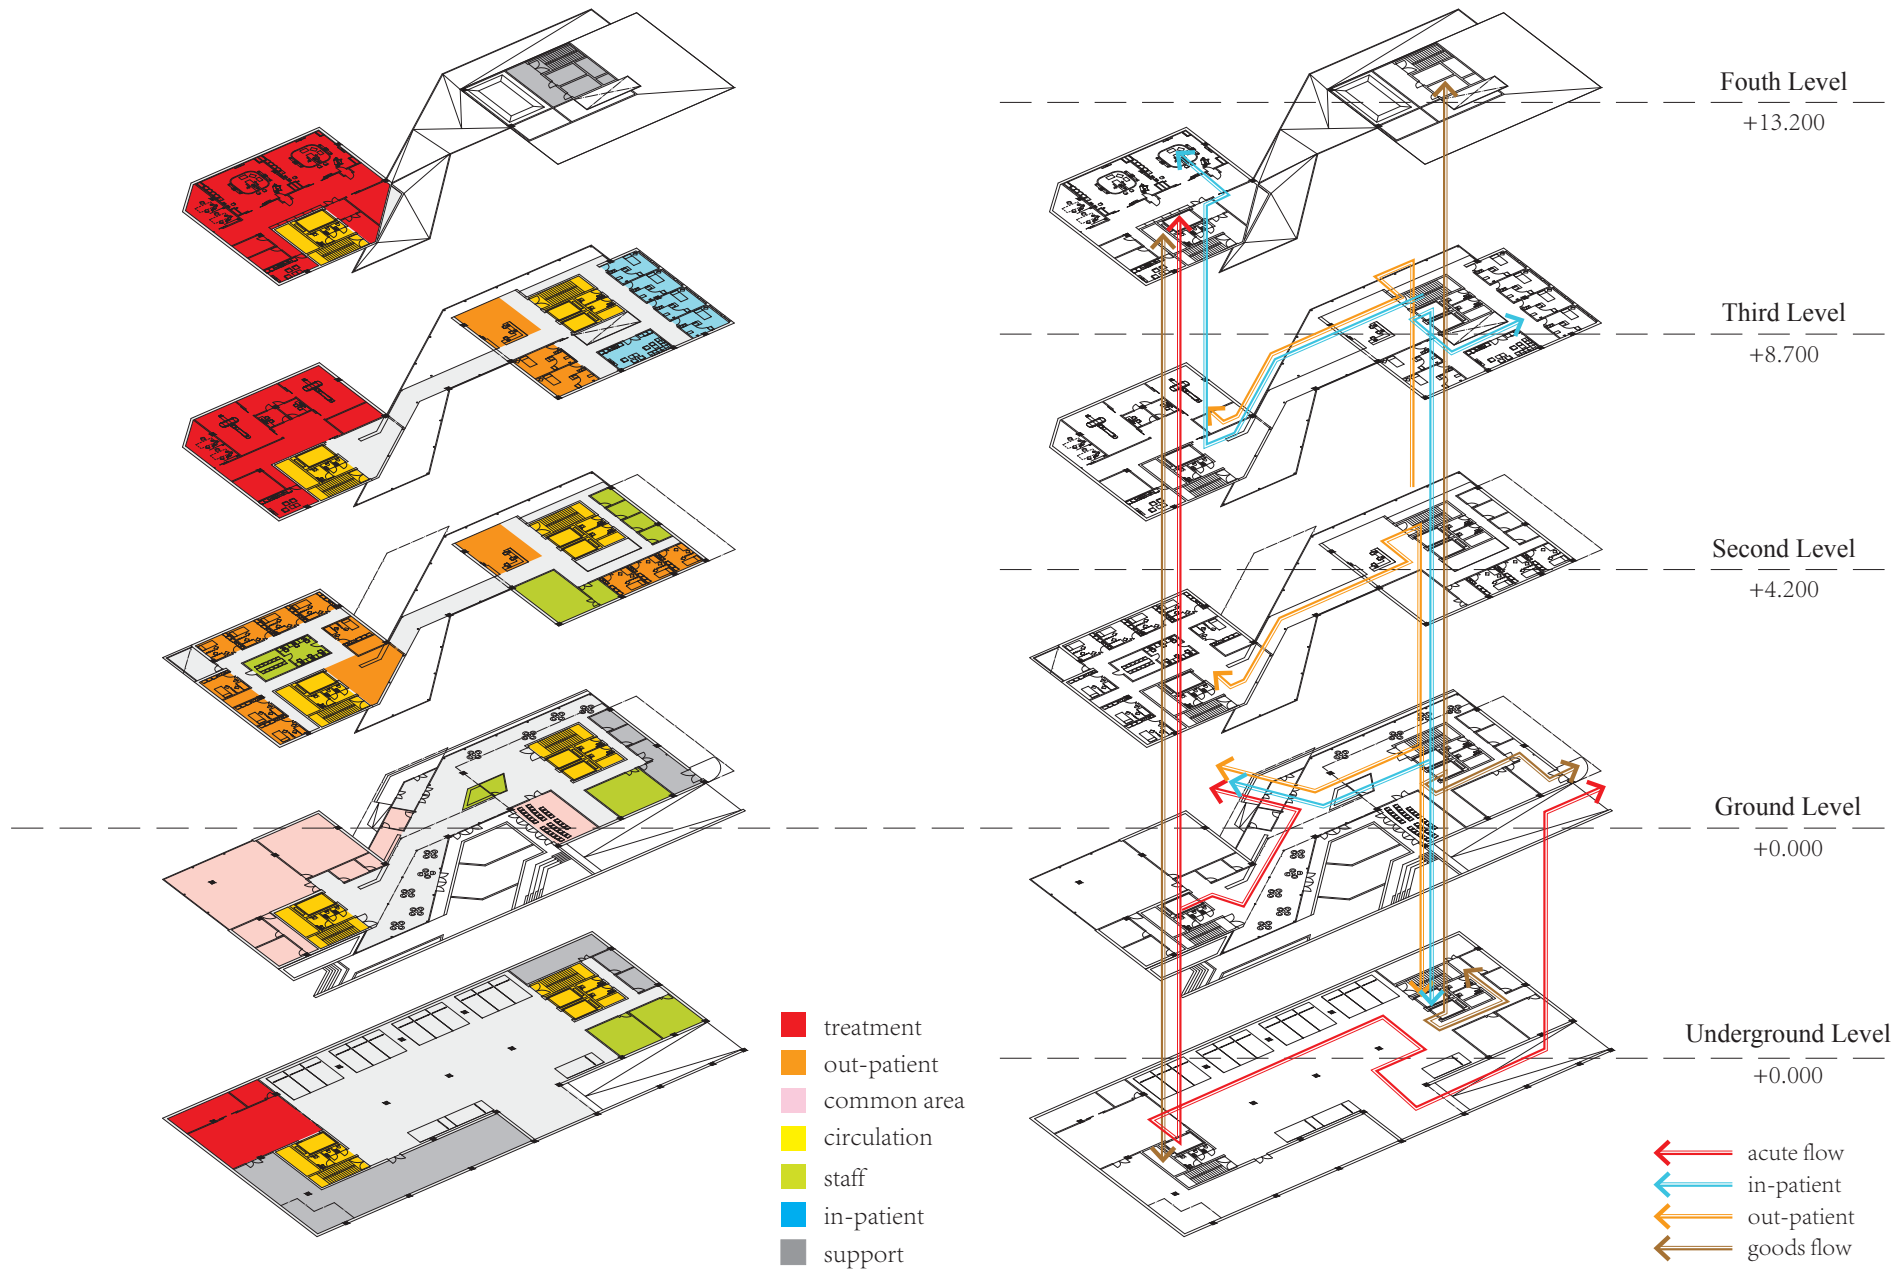 Fouth Level
+13.200
Third Level
+8.700
Second Level
+4.200
Ground Level
+0.000
Underground Level
+0.000
treatment
out-patient
common area
circulation
staff
in-patient
support
acute flow
in-patient
out-patient
goods flow